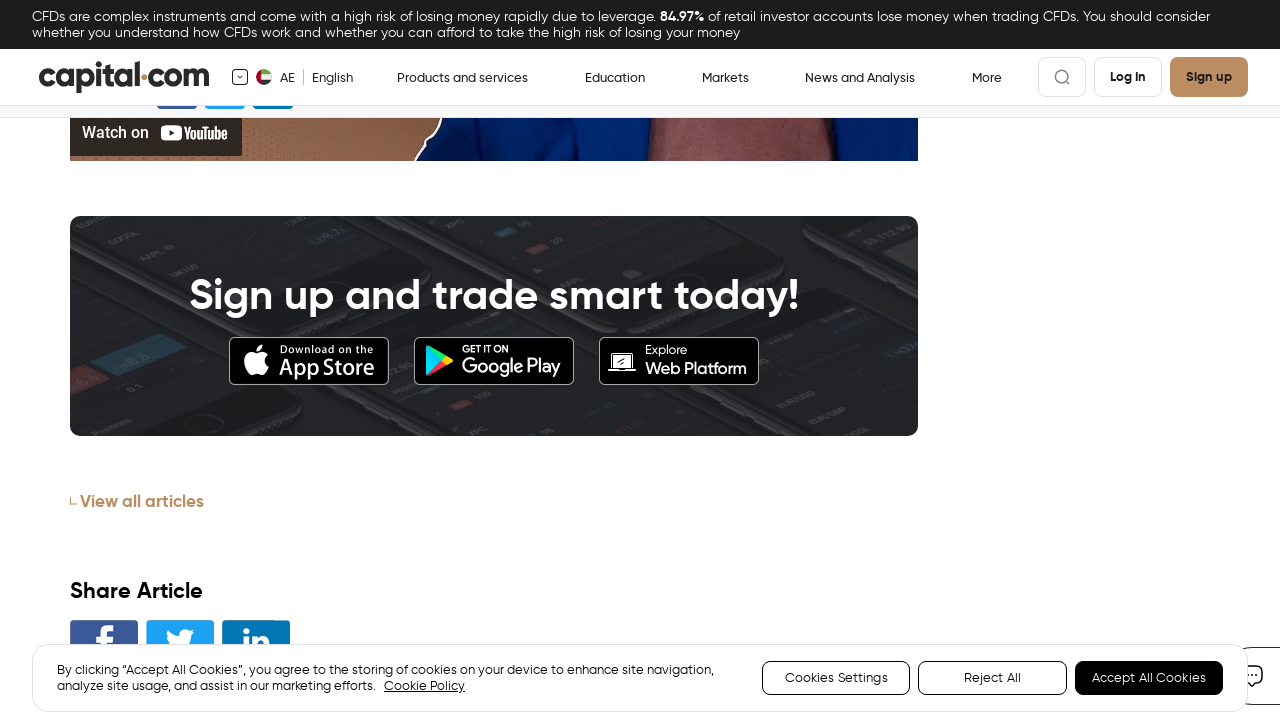 CFDs are complex instruments and come with a high risk of losing money rapidly due to leverage. 84.97% of retail investor accounts lose money when trading CFDs. You should consider
whether you understand how CFDs work and whether you can afford to take the high risk of losing your money
capital.com
AE
English
Products and services
Education
Markets
News and Analysis
More
Log In
Sign up
Watch on YouTube
Sign up and trade smart today!
Download on the
App Store
GET IT ON
Google Play
Explore
Web Platform
View all articles
Share Article
By clicking “Accept All Cookies”, you agree to the storing of cookies on your device to enhance site navigation,
analyze site usage, and assist in our marketing efforts. Cookie Policy
Cookies Settings
Reject All
Accept All Cookies